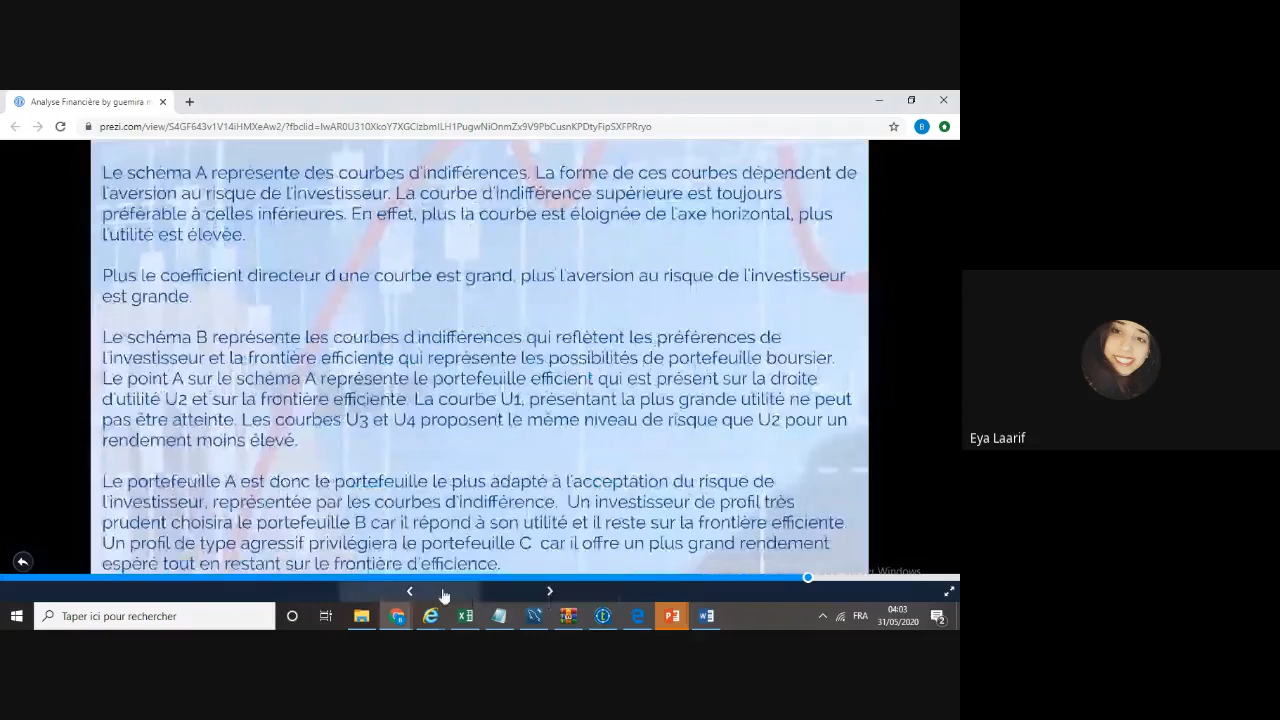 Analyse Financière by guemira m
prezi.com/view/S4GF643v1V14iHMXeAw2/?fbclid=IwAR0U310XkoY7XGCizbmILH1PugwNiOnmZx9V9PbCusnKPDtyFipSXFPRryo
B
Le schéma A représente des courbes d'indifférences. La forme de ces courbes dépendent de
l'aversion au risque de l'investisseur. La courbe d'indifférence supérieure est toujours
préférable à celles inférieures. En effet, plus la courbe est éloignée de l'axe horizontal, plus
l'utilité est élevée.
Plus le coefficient directeur d'une courbe est grand, plus l'aversion au risque de l'investisseur
est grande.
Le schéma B représente les courbes d'indifférences qui reflètent les préférences de
l'investisseur et la frontière efficiente qui représente les possibilités de portefeuille boursier.
Le point A sur le schéma A représente le portefeuille efficient qui est présent sur la droite
d'utilité U2 et sur la frontière efficiente. La courbe U1, présentant la plus grande utilité ne peut
pas être atteinte. Les courbes U3 et U4 proposent le même niveau de risque que U2 pour un
rendement moins élevé.
Le portefeuille A est donc le portefeuille le plus adapté à l'acceptation du risque de
l'investisseur, représentée par les courbes d'indifférence. Un investisseur de profil très
prudent choisira le portefeuille B car il répond à son utilité et il reste sur la frontière efficiente.
Un profil de type agressif privilégiera le portefeuille C car il offre un plus grand rendement
espéré tout en restant sur le frontière d'efficience.
Windows
Taper ici pour rechercher
FRA
04:03
31/05/2020
2
Eya Laarif